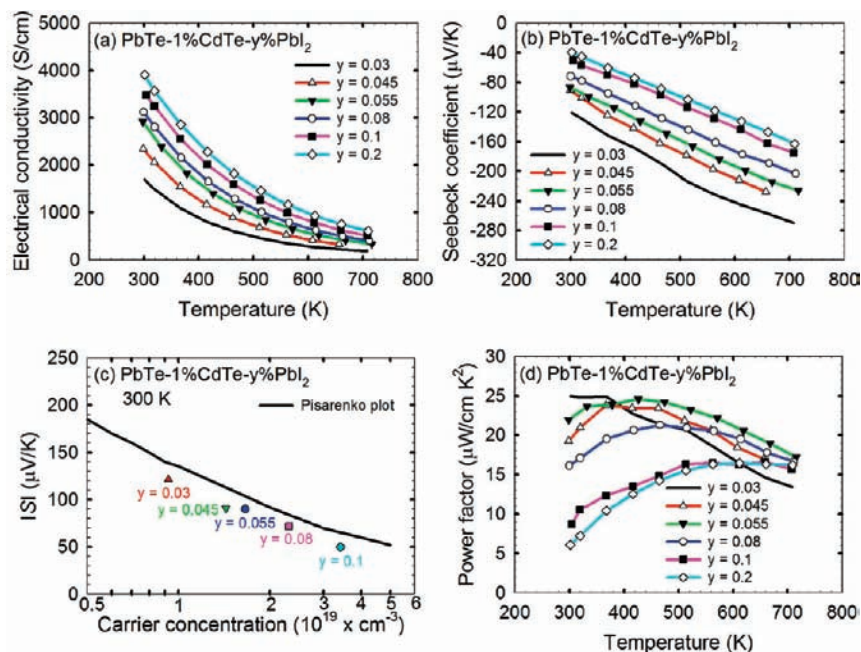 (a) PbTe-1%CdTe-y%PbI2
Electrical conductivity (S/cm)
5000
4000
3000
2000
1000
0
y = 0.03
y = 0.045
y = 0.055
y = 0.08
y = 0.1
y = 0.2
200 300 400 500 600 700 800
Temperature (K)
(b) PbTe-1%CdTe-y%PbI2
Seebeck coefficient (μV/K)
-40
-80
-120
-160
-200
-240
-280
-320
y = 0.03
y = 0.045
y = 0.055
y = 0.08
y = 0.1
y = 0.2
200 300 400 500 600 700 800
Temperature (K)
(c) PbTe-1%CdTe-y%PbI2
300 K
Pisarenko plot
ISI (μV/K)
250
200
150
100
50
0
y = 0.03
y = 0.045
y = 0.055
y = 0.08
y = 0.1
0.5 1 2 3 4 5 6
Carrier concentration (10^19 x cm-3)
(d) PbTe-1%CdTe-y%PbI2
Power factor (μW/cm K2)
30
25
20
15
10
5
0
y = 0.03
y = 0.045
y = 0.055
y = 0.08
y = 0.1
y = 0.2
200 300 400 500 600 700 800
Temperature (K)